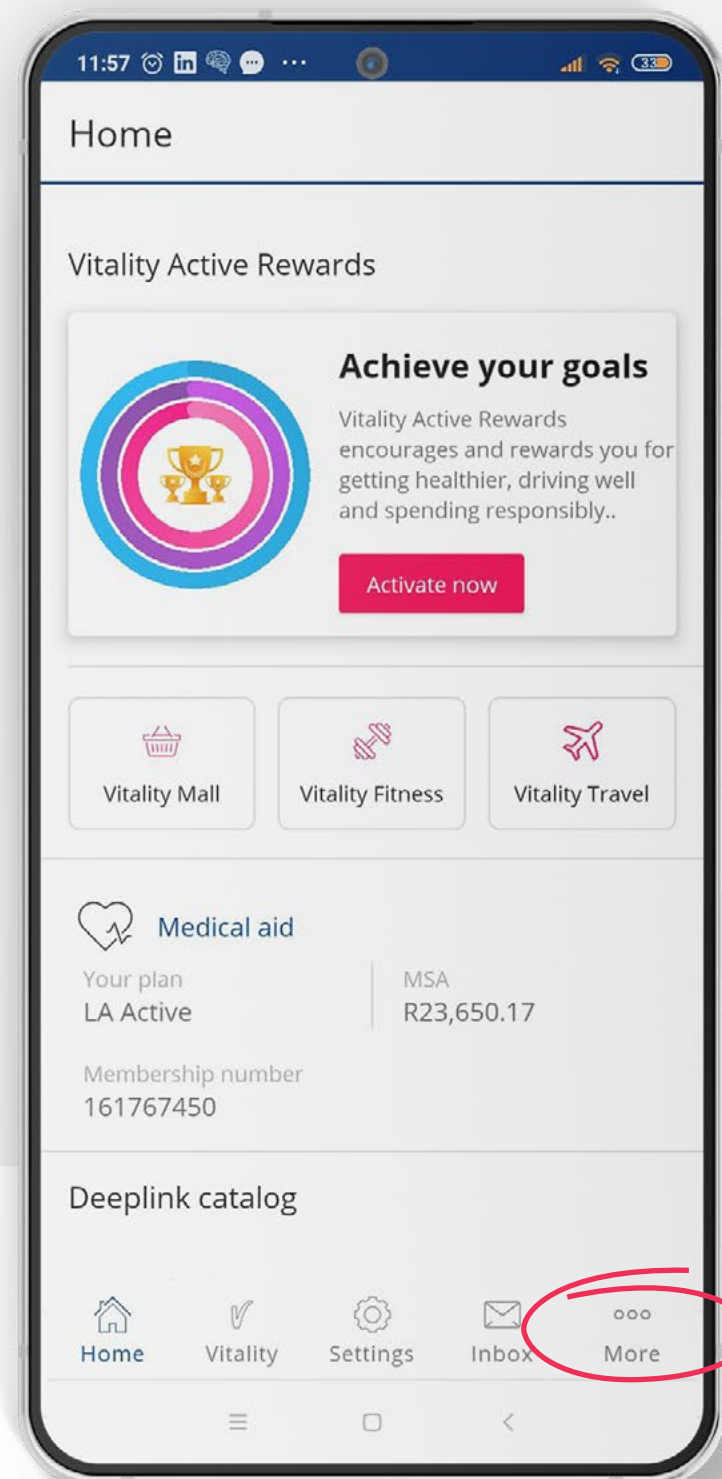 11:57 in ... 33
Home
Vitality Active Rewards
Achieve your goals
Vitality Active Rewards
encourages and rewards you for
getting healthier, driving well
and spending responsibly..
Activate now
Vitality Mall Vitality Fitness Vitality Travel
Medical aid
Your plan MSA
LA Active R23,650.17
Membership number
161767450
Deeplink catalog
Home Vitality Settings Inbox More